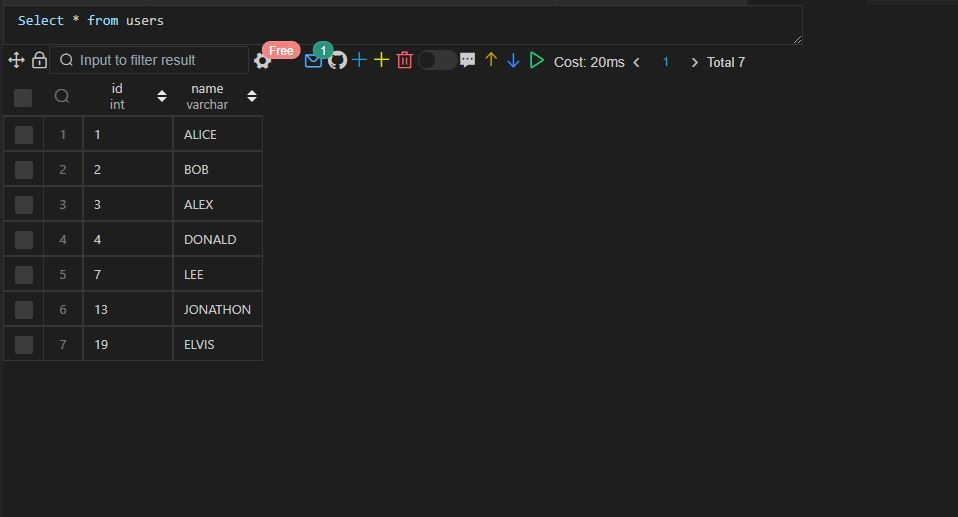 Select * from users
Input to filter result Free 1 Cost: 20ms 1 Total 7
id name
int varchar
1 1 ALICE
2 2 BOB
3 3 ALEX
4 4 DONALD
5 7 LEE
6 13 JONATHON
7 19 ELVIS